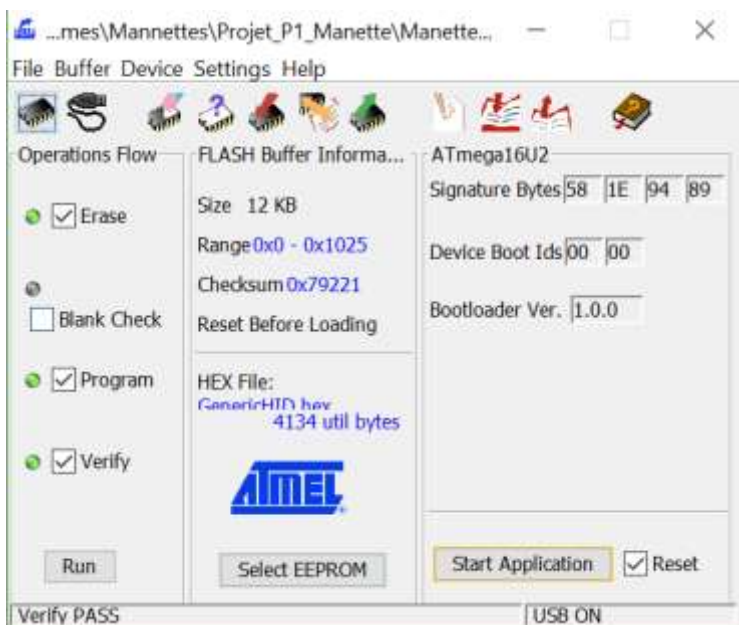 ...mes\Mannettes\Projet_P1_Manette\Manette...
File Buffer Device Settings Help
Operations Flow
Erase
Blank Check
Program
Verify
Run
FLASH Buffer Informa...
Size 12 KB
Range 0x0 - 0x1025
Checksum 0x79221
Reset Before Loading
HEX File:
GenericHID.hex
4134 util bytes
ATMEL
Select EEPROM
ATmega16U2
Signature Bytes 58 1E 94 89
Device Boot Ids 00 00
Bootloader Ver. 1.0.0
Start Application Reset
Verify PASS
USB ON